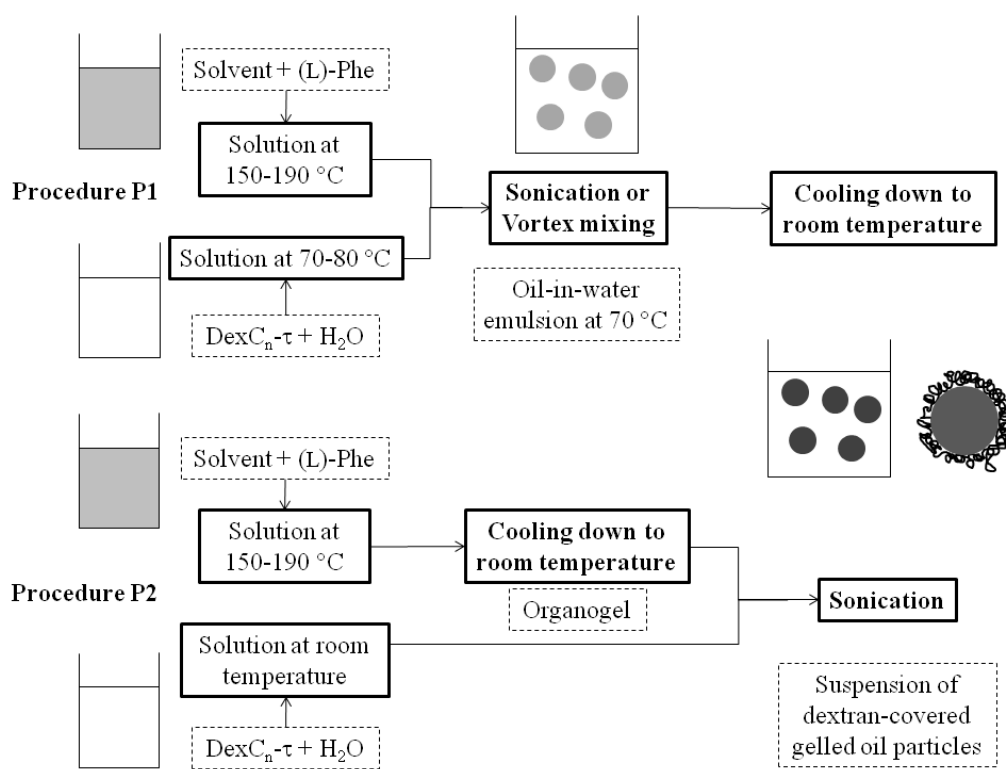 Solvent + (L)-Phe
Solution at
150-190 °C
Procedure P1
Solution at 70-80 °C
DexCₙ-τ + H₂O
Sonication or
Vortex mixing
Oil-in-water
emulsion at 70 °C
Cooling down to
room temperature
Solvent + (L)-Phe
Solution at
150-190 °C
Procedure P2
Solution at room
temperature
DexCₙ-τ + H₂O
Cooling down to
room temperature
Organogel
Sonication
Suspension of
dextran-covered
gelled oil particles